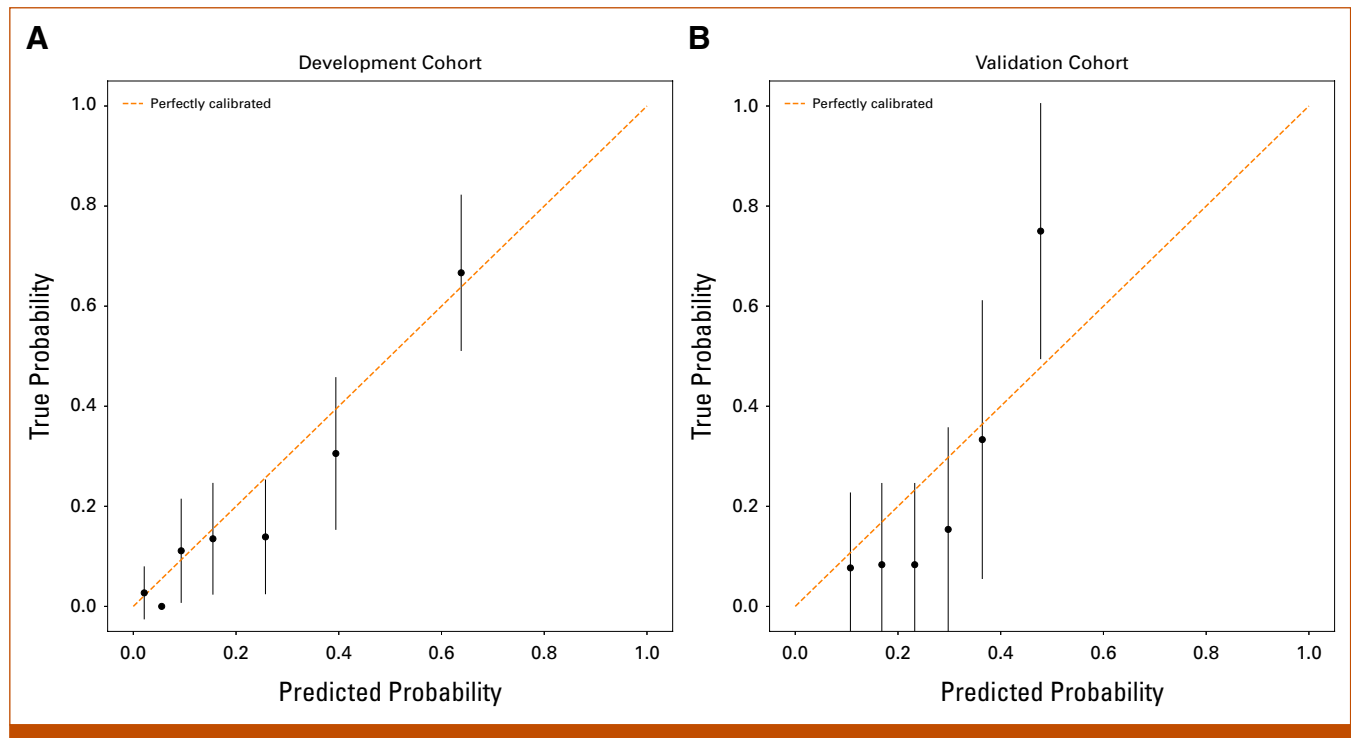 A
Development Cohort
Perfectly calibrated
1.0
0.8
0.6
0.4
0.2
0.0
True Probability
0.0 0.2 0.4 0.6 0.8 1.0
Predicted Probability
B
Validation Cohort
Perfectly calibrated
1.0
0.8
0.6
0.4
0.2
0.0
True Probability
0.0 0.2 0.4 0.6 0.8 1.0
Predicted Probability